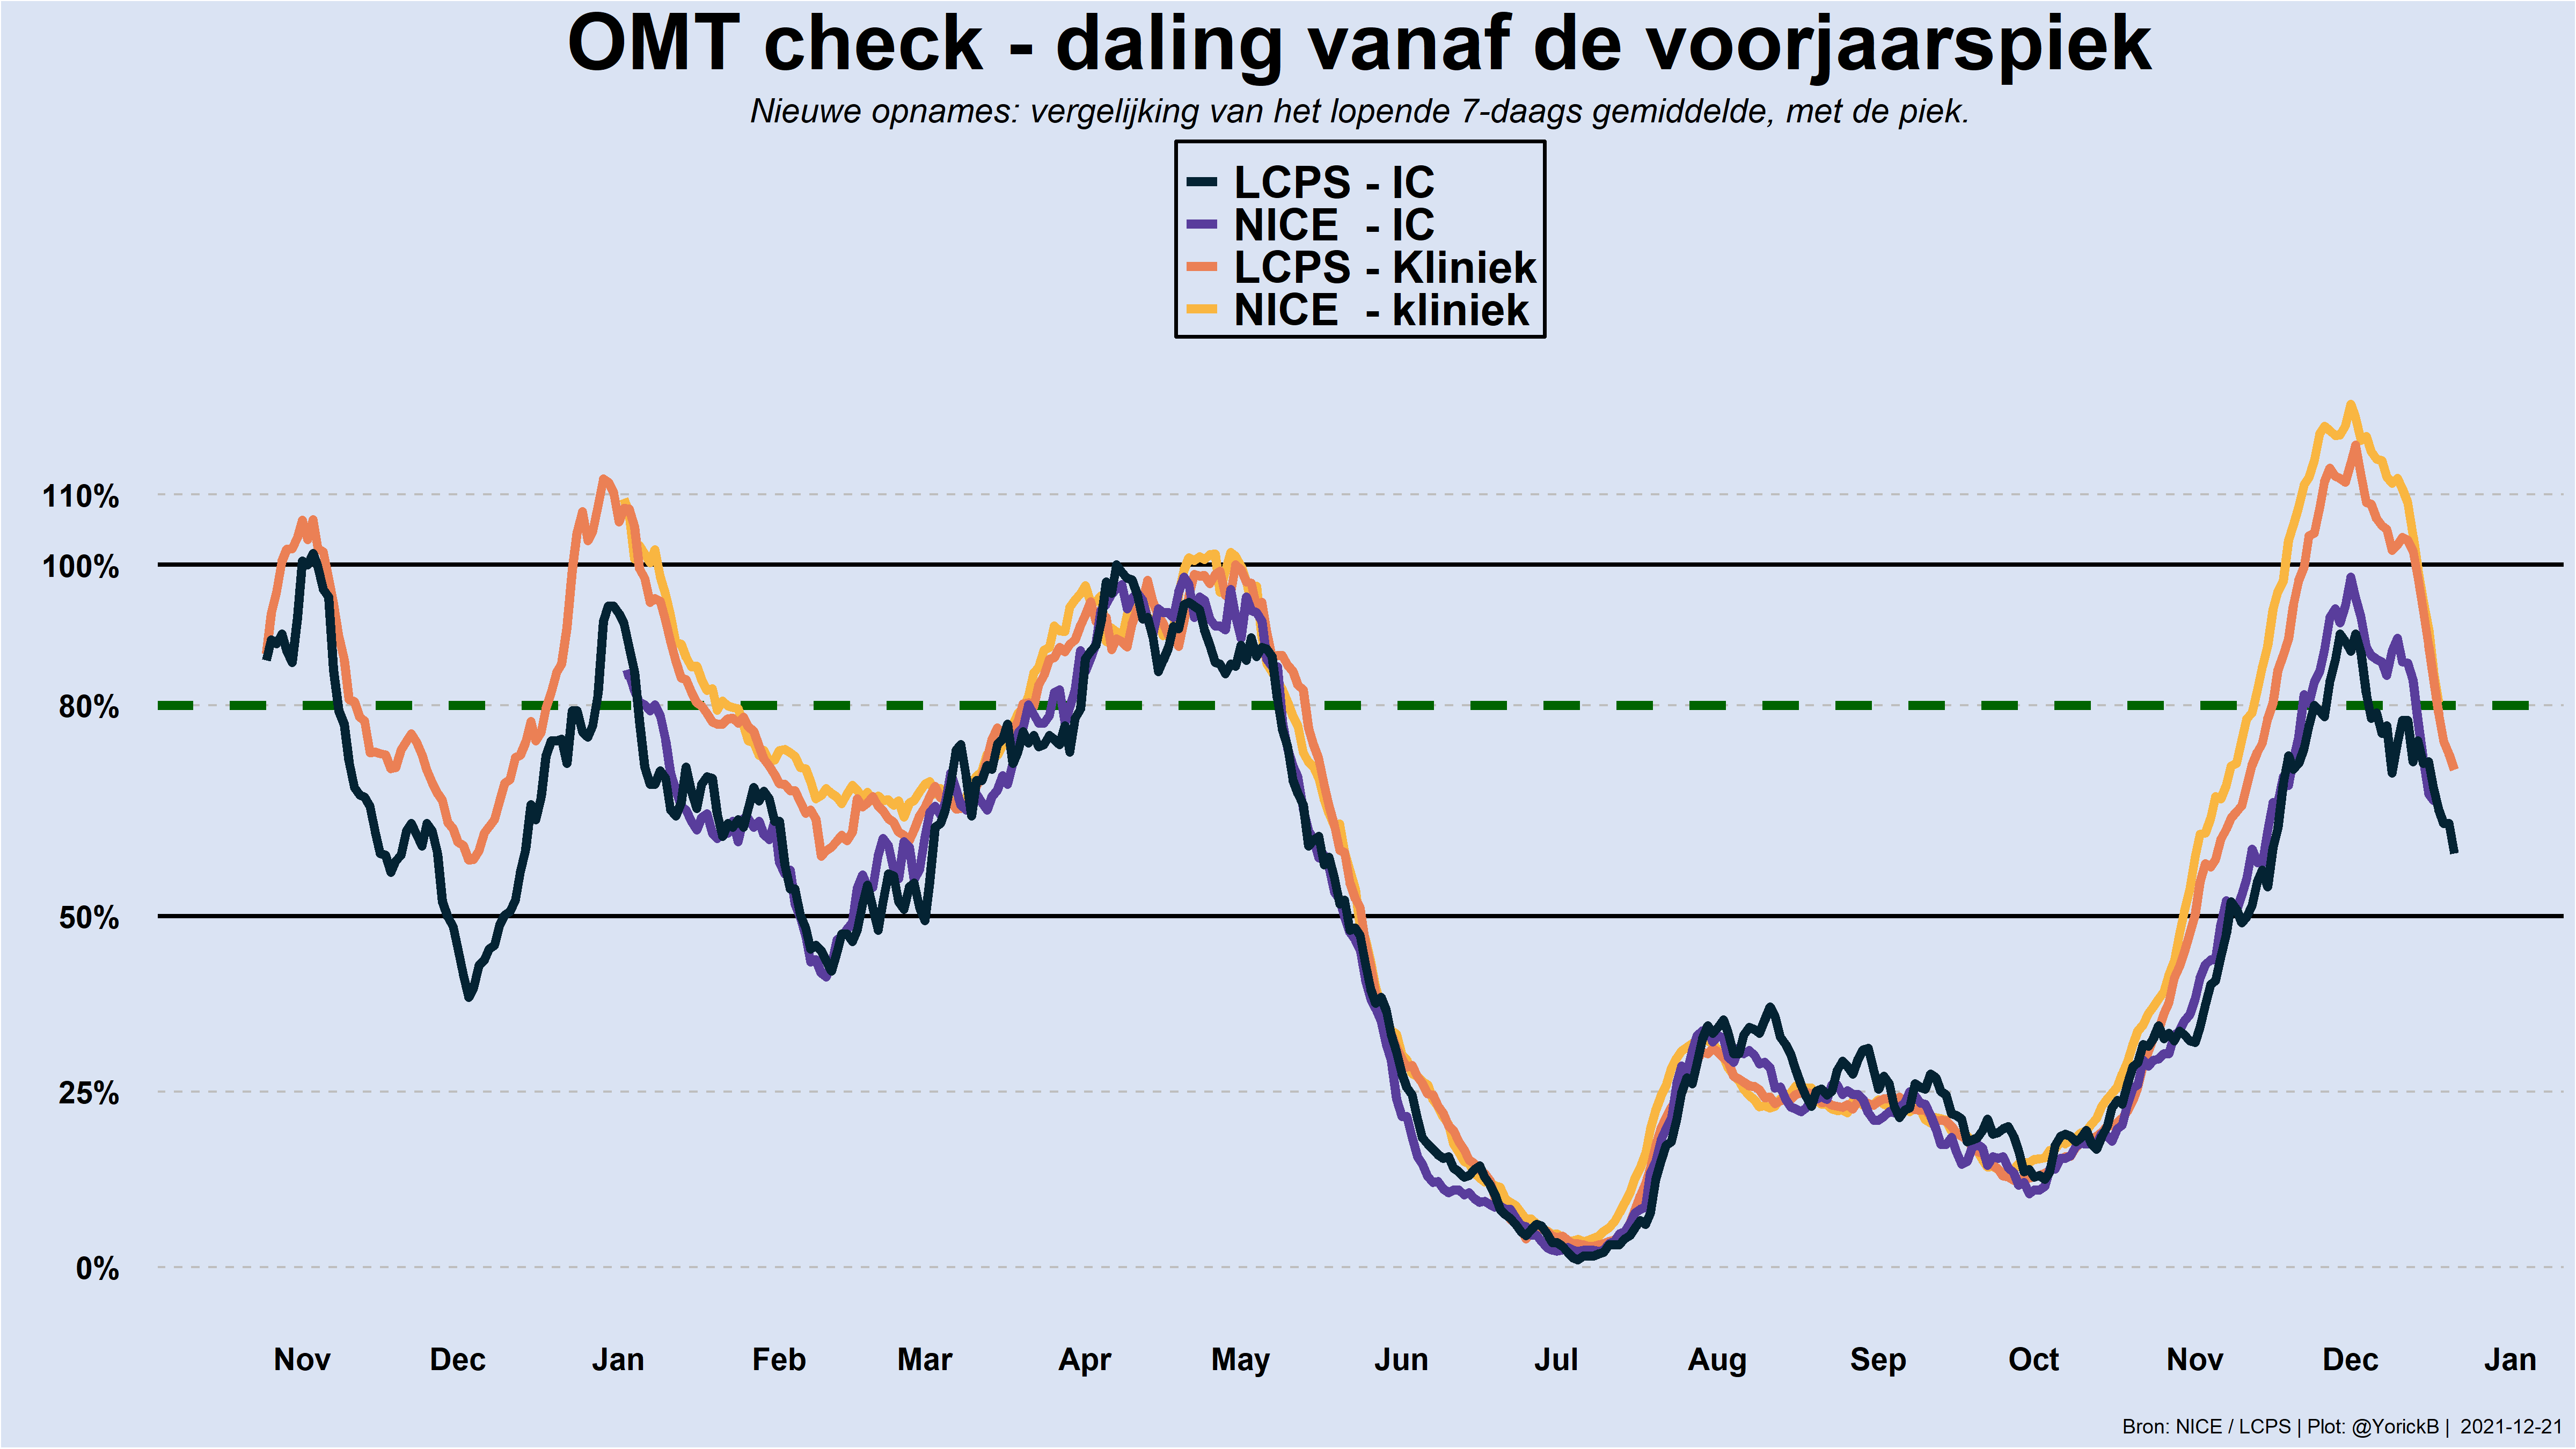 OMT check - daling vanaf de voorjaarspiek
Nieuwe opnames: vergelijking van het lopende 7-daags gemiddelde, met de piek.
LCPS - IC
NICE - IC
LCPS - Kliniek
NICE - kliniek
110%
100%
80%
50%
25%
0%
Nov Dec Jan Feb Mar Apr May Jun Jul Aug Sep Oct Nov Dec Jan
Bron: NICE / LCPS | Plot: @YorickB | 2021-12-21